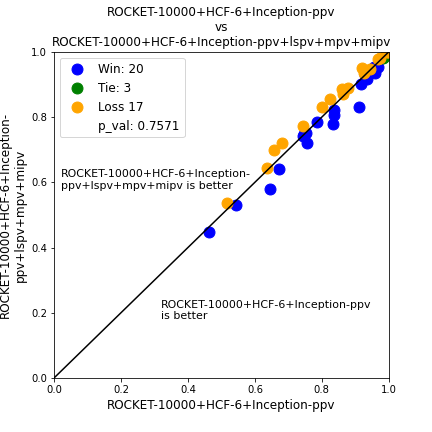 ROCKET-10000+HCF-6+Inception-ppv
vs
ROCKET-10000+HCF-6+Inception-ppv+lspv+mpv+mipv
Win: 20
Tie: 3
Loss 17
p_val: 0.7571
ROCKET-10000+HCF-6+Inception-
ppv+lspv+mpv+mipv is better
ROCKET-10000+HCF-6+Inception-ppv
is better
ROCKET-10000+HCF-6+Inception-
ppv+lspv+mpv+mipv
1.0
0.8
0.6
0.4
0.2
0.0
0.0 0.2 0.4 0.6 0.8 1.0
ROCKET-10000+HCF-6+Inception-ppv